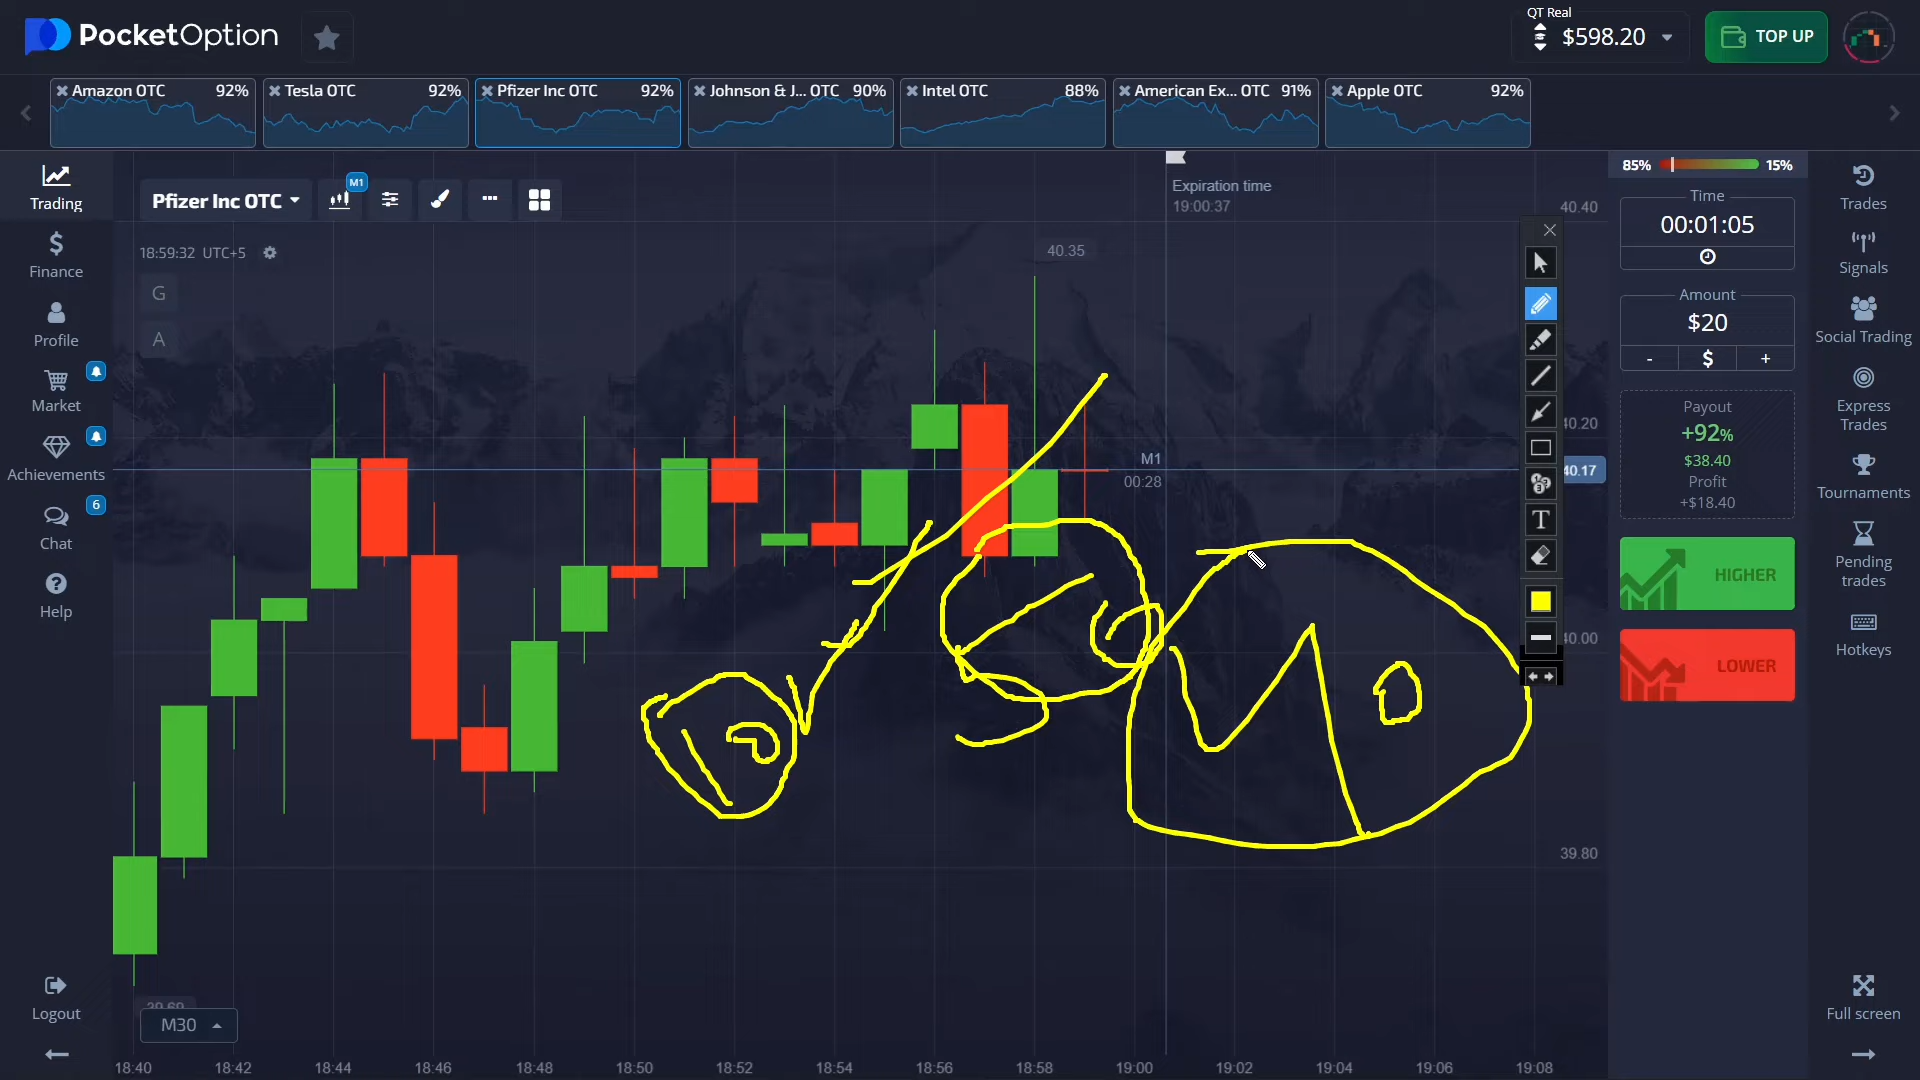 PocketOption
QT Real
$598.20
TOP UP
Amazon OTC 92%
Tesla OTC 92%
Pfizer Inc OTC 92%
Johnson & J... OTC 90%
Intel OTC 88%
American Ex... OTC 91%
Apple OTC 92%
Trading
Finance
Profile
Market
Achievements
6
Chat
Help
Logout
Pfizer Inc OTC
M1
18:59:32 UTC+5
G
A
Expiration time
19:00:37
40.35
M1
00:28
40.40
40.20
40.17
40.00
39.80
39.69
M30
18:40 18:42 18:44 18:46 18:48 18:50 18:52 18:54 18:56 18:58 19:00 19:02 19:04 19:06 19:08
T
85% 15%
Time
00:01:05
Amount
$20
- $ +
Payout
+92%
$38.40
Profit
+$18.40
HIGHER
LOWER
Trades
Signals
Social Trading
Express
Trades
Tournaments
Pending
trades
Hotkeys
Full screen